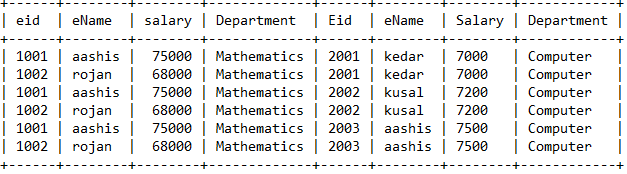 +------+--------+--------+-------------+------+--------+--------+------------+
| eid | eName | salary | Department | Eid | eName | Salary | Department |
+------+--------+--------+-------------+------+--------+--------+------------+
| 1001 | aashis | 75000 | Mathematics | 2001 | kedar | 7000 | Computer |
| 1002 | rojan | 68000 | Mathematics | 2001 | kedar | 7000 | Computer |
| 1001 | aashis | 75000 | Mathematics | 2002 | kusal | 7200 | Computer |
| 1002 | rojan | 68000 | Mathematics | 2002 | kusal | 7200 | Computer |
| 1001 | aashis | 75000 | Mathematics | 2003 | aashis | 7500 | Computer |
| 1002 | rojan | 68000 | Mathematics | 2003 | aashis | 7500 | Computer |
+------+--------+--------+-------------+------+--------+--------+------------+